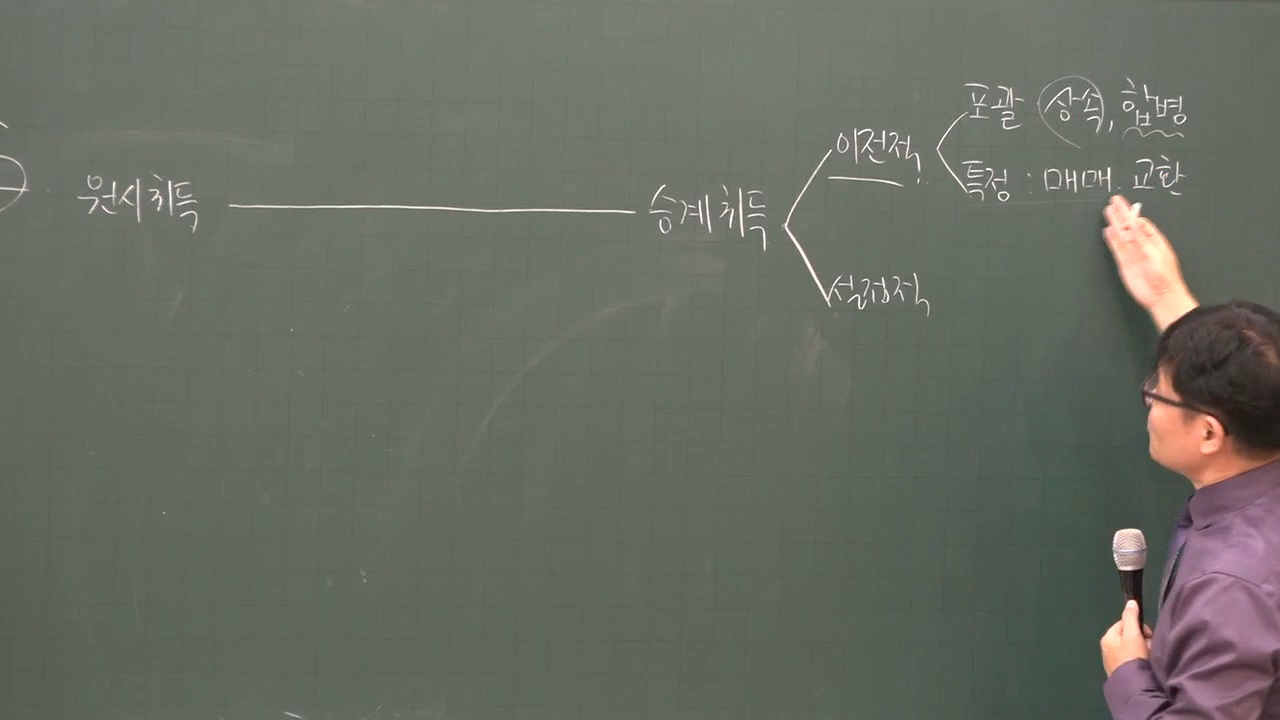 포괄 상속, 합병
이전적
특정 : 매매. 교환
원시취득 승계취득
설정적